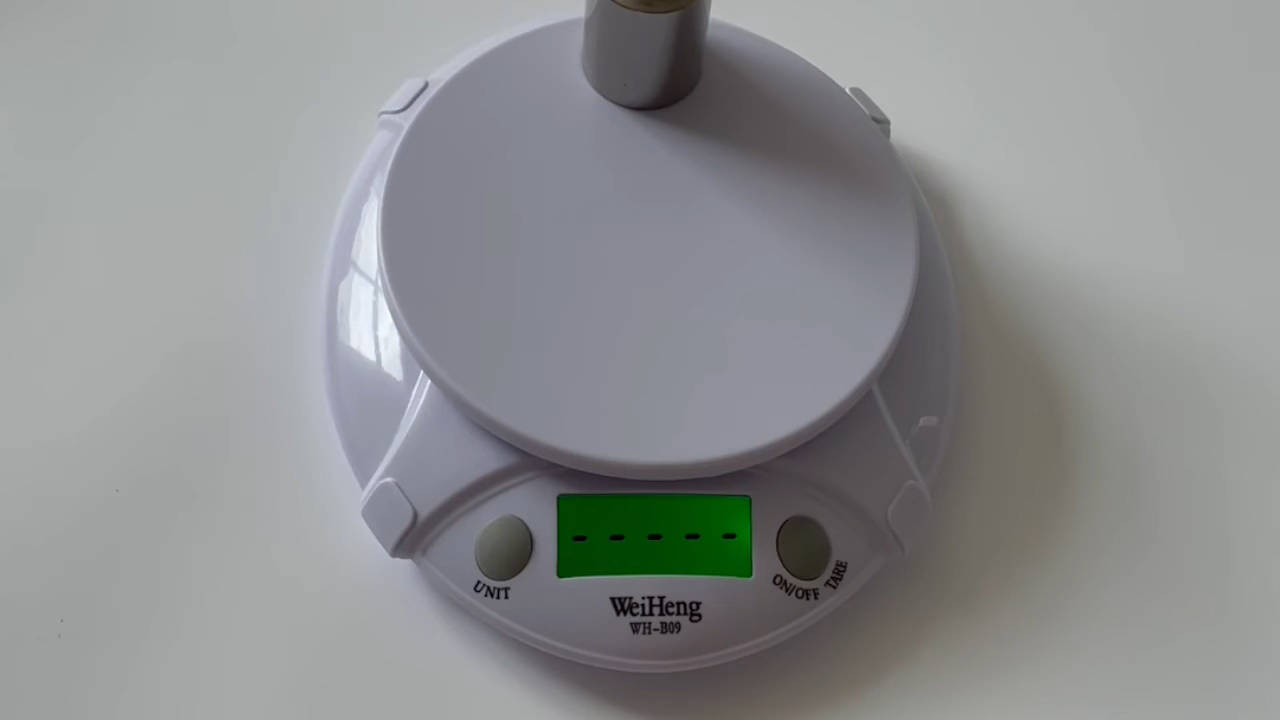 -----
UNIT
ON/OFF TARE
WeiHeng
WH-B09